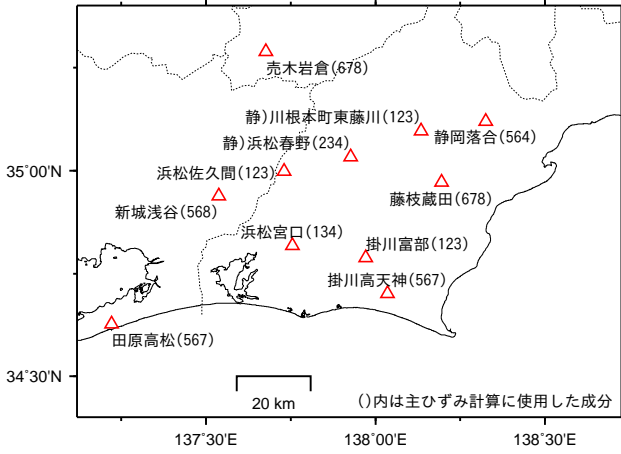 売木岩倉(678)
静)川根本町東藤川(123)
静岡落合(564)
静)浜松春野(234)
35˚00'N
浜松佐久間(123)
藤枝蔵田(678)
新城浅谷(568)
浜松宮口(134)
掛川富部(123)
掛川高天神(567)
田原高松(567)
34˚30'N
20 km
()内は主ひずみ計算に使用した成分
137˚30'E
138˚00'E
138˚30'E